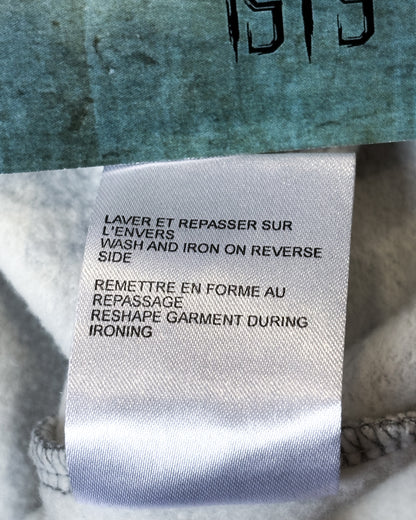 LAVER ET REPASSER SUR
L'ENVERS
WASH AND IRON ON REVERSE
SIDE
REMETTRE EN FORME AU
REPASSAGE
RESHAPE GARMENT DURING
IRONING